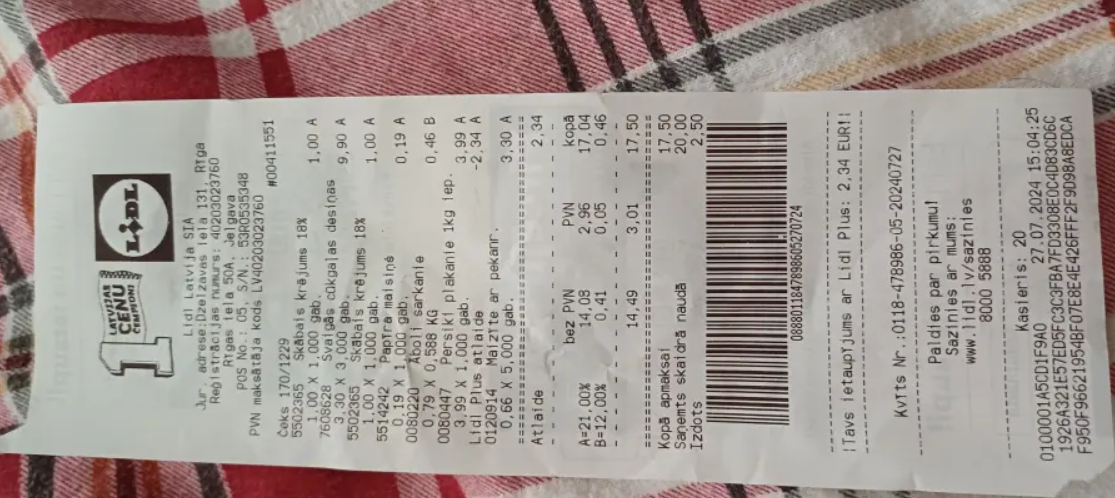 1
LATVIJAS
CENU
ČEMPIONI
LIDL
Lidl Latvija SIA
Jur. adrese:Dzelzavas iela 131, Rīga
Reģistrācijas numurs: 40203023760
Rīgas iela 50A, Jelgava
POS No.: 05, S/N.: 53R0535348
PVN maksātāja kods LV40203023760
#00411551
Čeks 170/1229
5502365 Skābais krējums 18%
1,00 X 1,000 gab. 1,00 A
7608628 Svaigās cūkgaļas desiņas
3,30 X 3,000 gab. 9,90 A
5502365 Skābais krējums 18%
1,00 X 1,000 gab. 1,00 A
5514242 Papīra maisiņš
0,19 X 1,000 gab. 0,19 A
0080220 Āboli sarkanie
0,79 X 0,588 KG 0,46 B
0080447 Persiki plakanie 1kg iep.
3,99 X 1,000 gab. 3,99 A
Lidl Plus atlaide -2,34 A
0120914 Maizīte ar pekanr.
0,66 X 5,000 gab. 3,30 A
Atlaide 2,34
bez PVN PVN kopā
A=21,00% 14,08 2,96 17,04
B=12,00% 0,41 0,05 0,46
14,49 3,01 17,50
Kopā apmaksai 17,50
Saņemts skaidrā naudā 20,00
Izdots 2,50
0888011847898605270724
!Tavs ietaupījums ar Lidl Plus: 2,34 EUR!!
Kvīts Nr.:0118-478986-05-20240727
Paldies par pirkumu!
Sazinies ar mums:
www.lidl.lv/sazinies
8000 5888
Kasieris: 20
27.07.2024 15:04:25